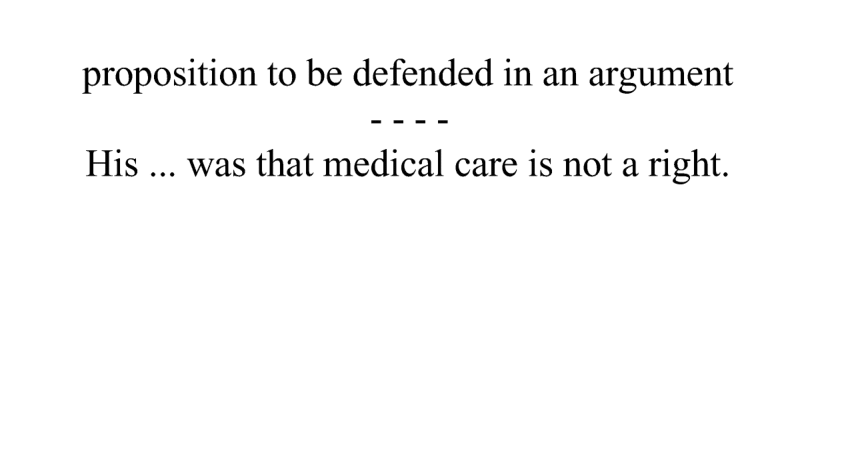 proposition to be defended in an argument
- - - -
His ... was that medical care is not a right.